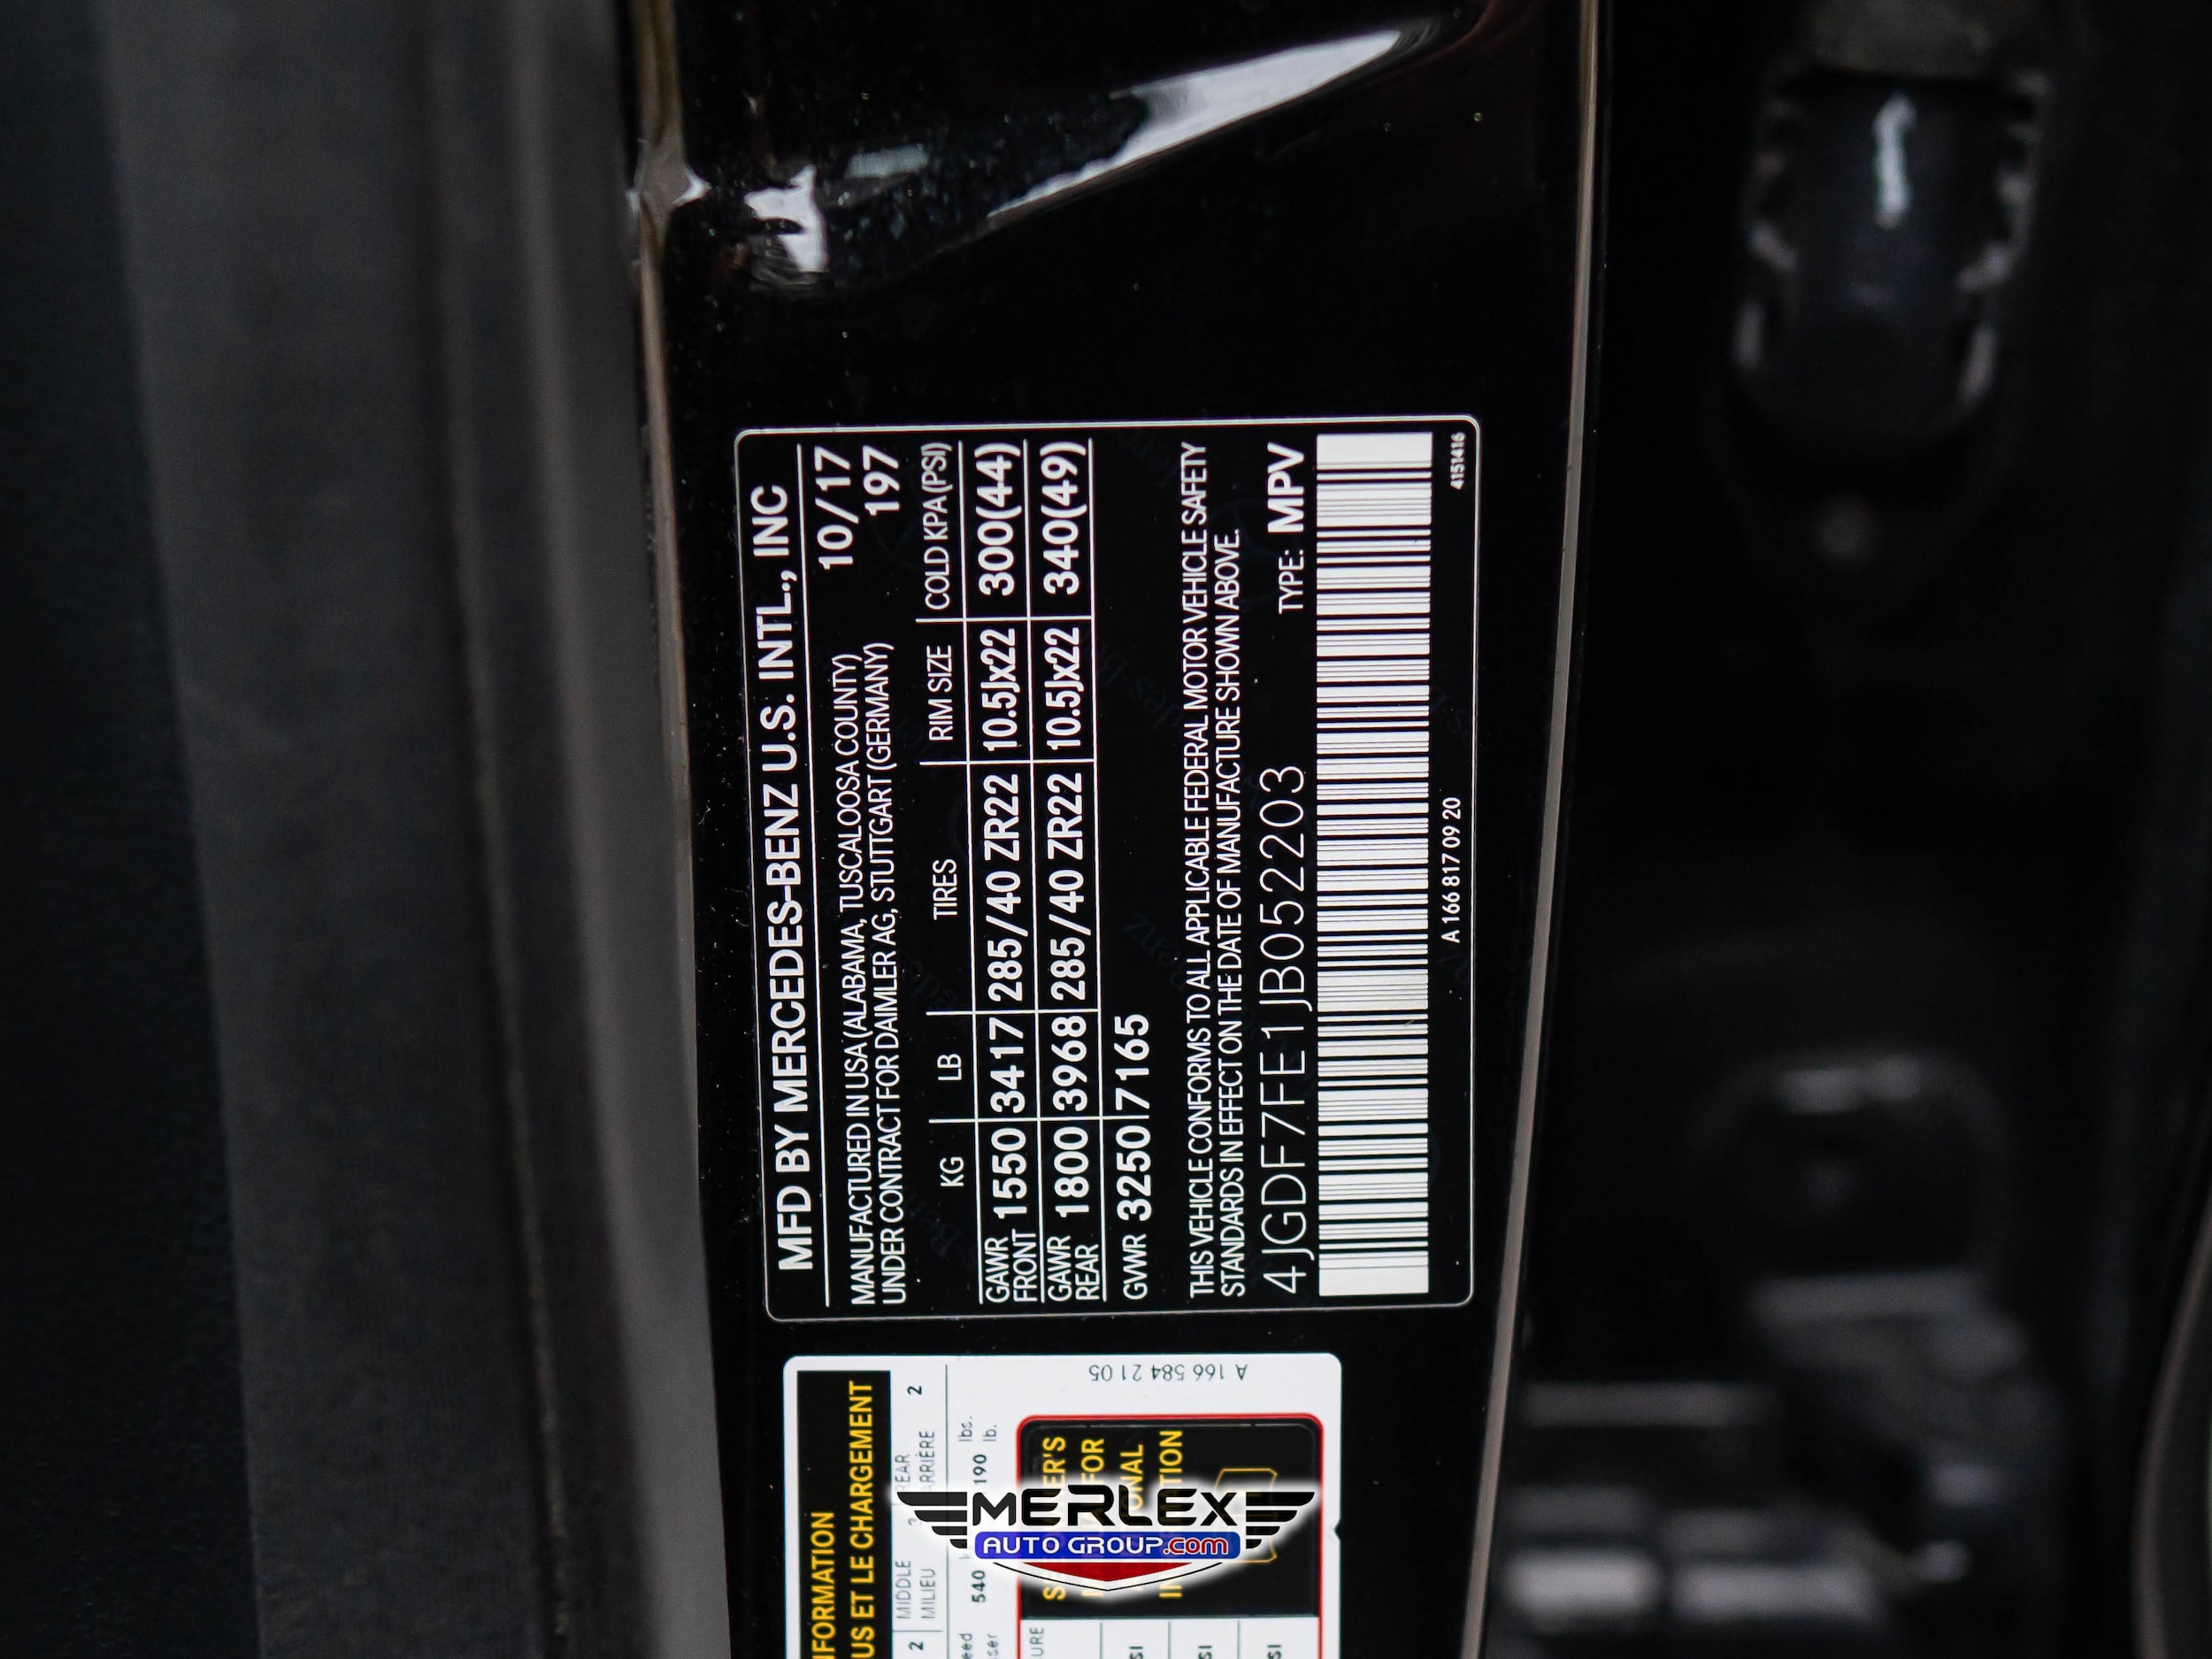 MFD BY MERCEDES-BENZ U.S. INTL., INC
MANUFACTURED IN USA (ALABAMA, TUSCALOOSA COUNTY) 10/17
UNDER CONTRACT FOR DAIMLER AG, STUTTGART (GERMANY) 197
KG LB TIRES RIM SIZE COLD KPA (PSI)
GAWR FRONT 1550 3417 285/40 ZR22 10.5Jx22 300(44)
GAWR REAR 1800 3968 285/40 ZR22 10.5Jx22 340(49)
GVWR 3250 7165
THIS VEHICLE CONFORMS TO ALL APPLICABLE FEDERAL MOTOR VEHICLE SAFETY
STANDARDS IN EFFECT ON THE DATE OF MANUFACTURE SHOWN ABOVE.
4JGDF7FE1JB052203 TYPE: MPV
A 166 817 09 20 4151416
US ET LE CHARGEMENT
2 MIDDLE REAR 2
MILIEU ARRIÈRE
540 190 lbs.
lb.
A 166 584 21 05
FOR
MERLEX
AUTO GROUP.com